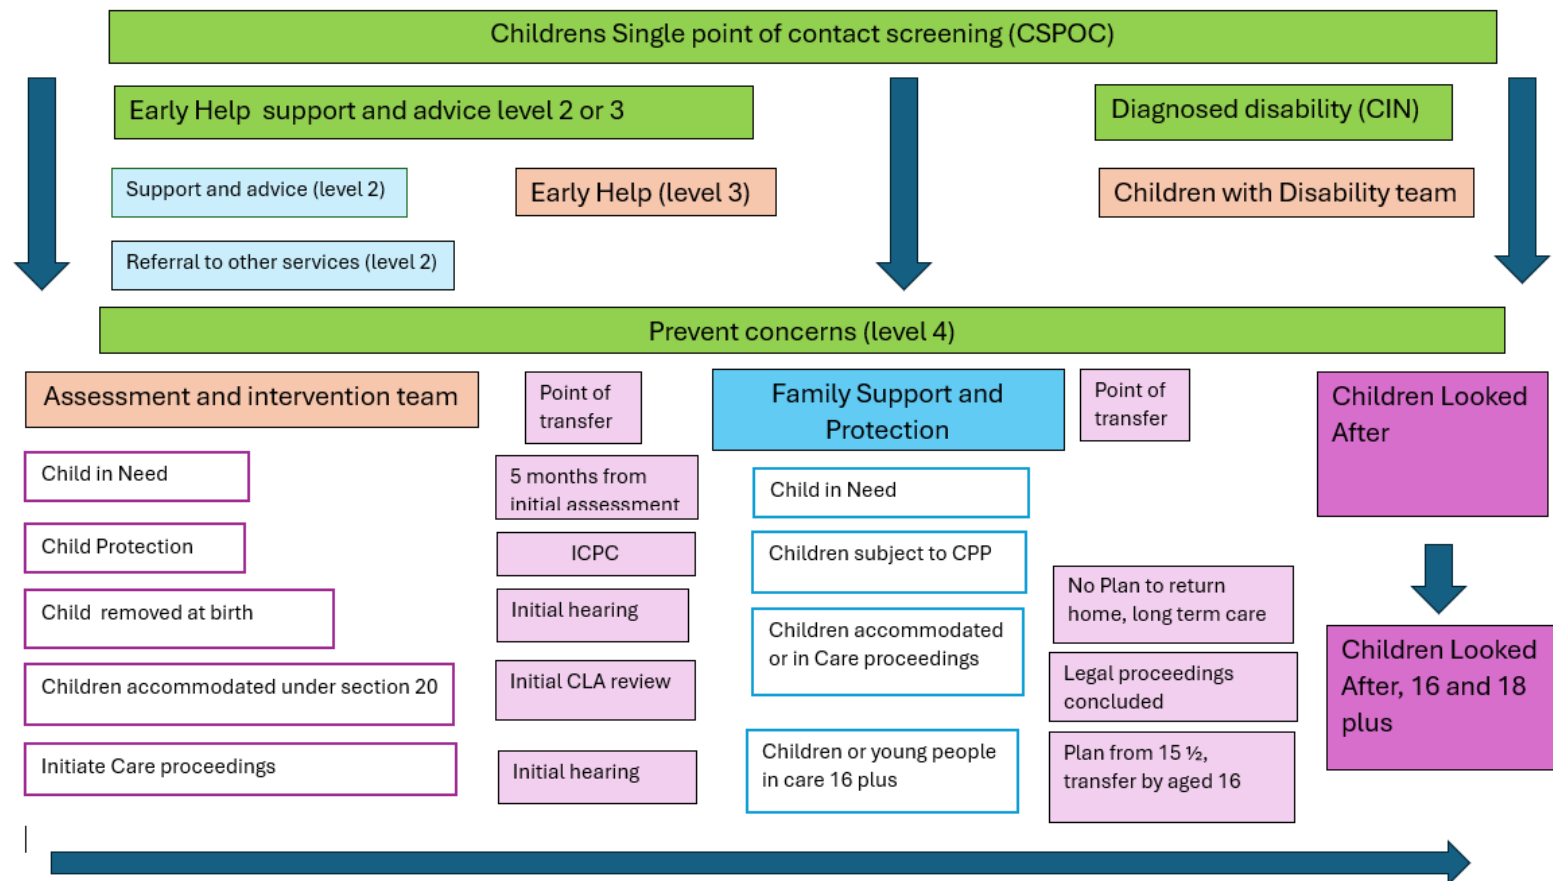 Childrens Single point of contact screening (CSPOC)
Early Help  support and advice level 2 or 3
Diagnosed disability (CIN)
Support and advice (level 2)
Early Help (level 3)
Children with Disability team
Referral to other services (level 2)
Prevent concerns (level 4)
Assessment and intervention team
Point of
transfer
Family Support and
Protection
Point of
transfer
Children Looked
After
Child in Need
5 months from
initial assessment
Child in Need
Child Protection
ICPC
Children subject to CPP
Child  removed at birth
Initial hearing
Children accommodated
or in Care proceedings
No Plan to return
home, long term care
Children accommodated under section 20
Initial CLA review
Legal proceedings
concluded
Children Looked
After, 16 and 18
plus
Initiate Care proceedings
Initial hearing
Children or young people
in care 16 plus
Plan from 15 ½,
transfer by aged 16